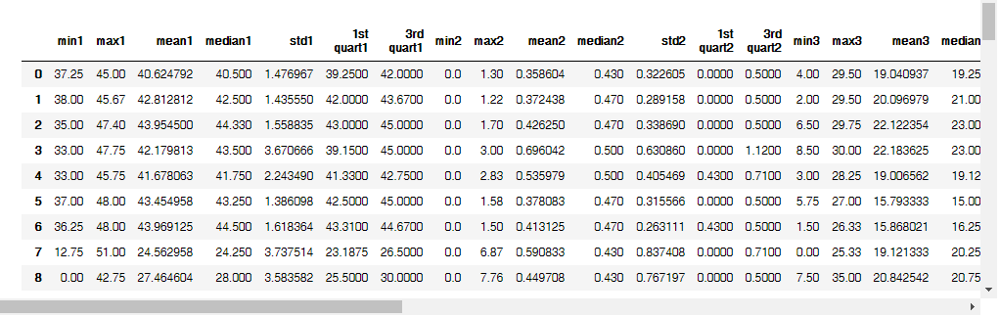 min1 max1 mean1 median1 std1 1st quart1 3rd quart1 min2 max2 mean2 median2 std2 1st quart2 3rd quart2 min3 max3 mean3 median
0 37.25 45.00 40.624792 40.500 1.476967 39.2500 42.0000 0.0 1.30 0.358604 0.430 0.322605 0.0000 0.5000 4.00 29.50 19.040937 19.25
1 38.00 45.67 42.812812 42.500 1.435550 42.0000 43.6700 0.0 1.22 0.372438 0.470 0.289158 0.0000 0.5000 2.00 29.50 20.096979 21.00
2 35.00 47.40 43.954500 44.330 1.558835 43.0000 45.0000 0.0 1.70 0.426250 0.470 0.338690 0.0000 0.5000 6.50 29.75 22.122354 23.00
3 33.00 47.75 42.179813 43.500 3.670666 39.1500 45.0000 0.0 3.00 0.696042 0.500 0.630860 0.0000 1.1200 8.50 30.00 22.183625 23.00
4 33.00 45.75 41.678063 41.750 2.243490 41.3300 42.7500 0.0 2.83 0.535979 0.500 0.405469 0.4300 0.7100 3.00 28.25 19.006562 19.12
5 37.00 48.00 43.454958 43.250 1.386098 42.5000 45.0000 0.0 1.58 0.378083 0.470 0.315566 0.0000 0.5000 5.75 27.00 15.793333 15.00
6 36.25 48.00 43.969125 44.500 1.618364 43.3100 44.6700 0.0 1.50 0.413125 0.470 0.263111 0.4300 0.5000 1.50 26.33 15.868021 16.25
7 12.75 51.00 24.562958 24.250 3.737514 23.1875 26.5000 0.0 6.87 0.590833 0.430 0.837408 0.0000 0.7100 0.00 25.33 19.121333 20.25
8 0.00 42.75 27.464604 28.000 3.583582 25.5000 30.0000 0.0 7.76 0.449708 0.430 0.767197 0.0000 0.5000 7.50 35.00 20.842542 20.75